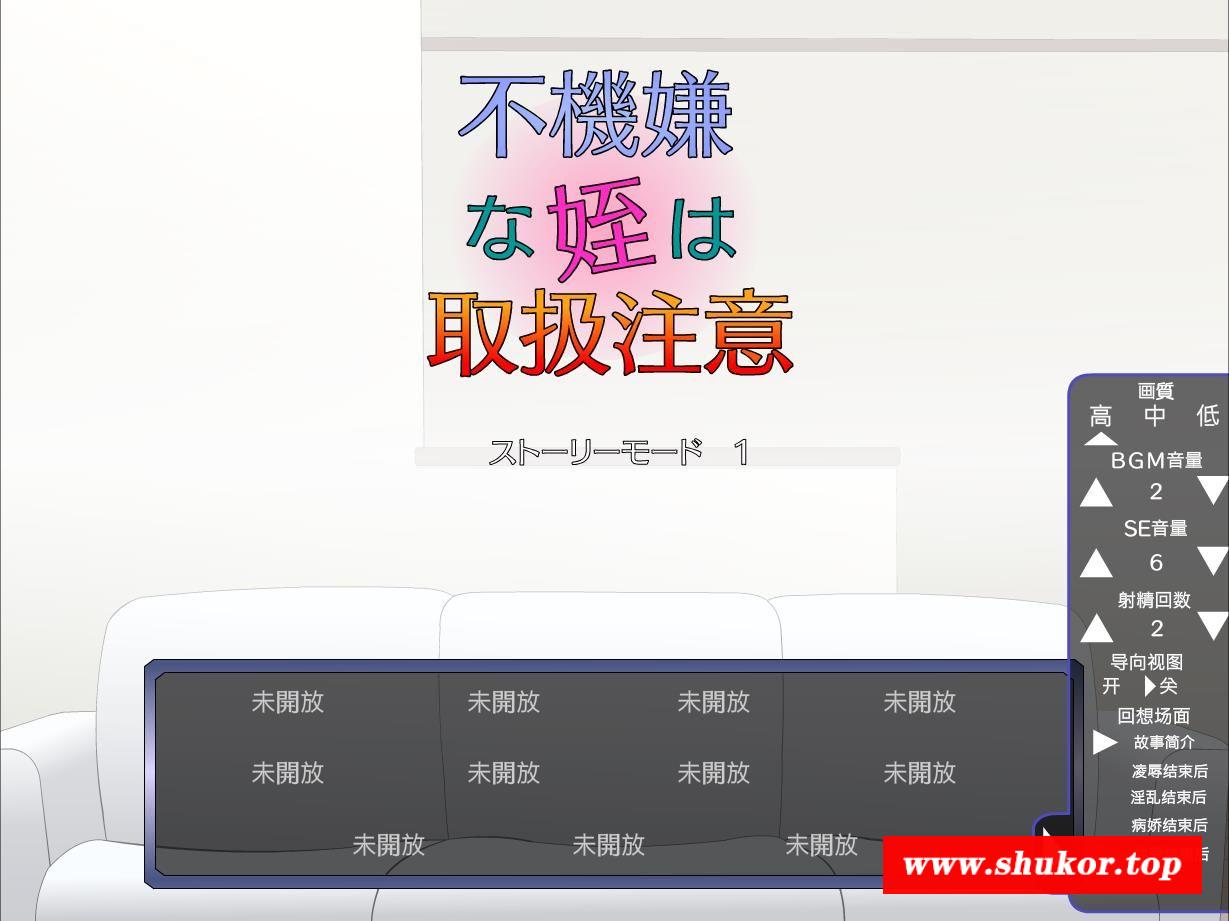 不機嫌
な姪は
取扱注意
ストーリーモード 1
画質
高 中 低
BGM音量
2
SE音量
6
射精回数
2
导向视图
开 关
回想场面
故事简介
凌辱结束后
淫乱结束后
病娇结束后
后
未開放 未開放 未開放 未開放
未開放 未開放 未開放 未開放
未開放 未開放 未開放
www.shukor.top